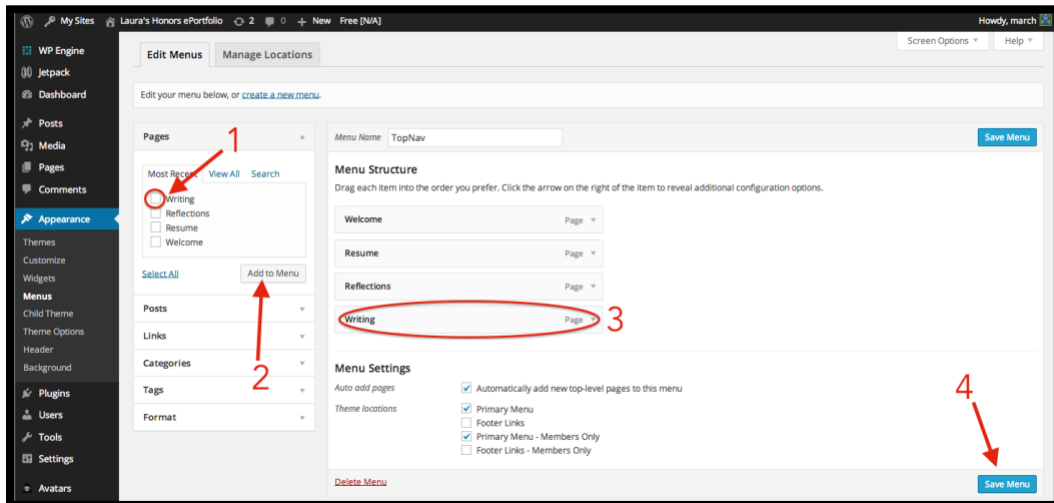 My Sites Laura's Honors ePortfolio 2 0 + New Free [N/A] Howdy, march
WP Engine
Jetpack
Dashboard
Posts
Media
Pages
Comments
Appearance
Themes
Customize
Widgets
Menus
Child Theme
Theme Options
Header
Background
Plugins
Users
Tools
Settings
Avatars
Screen Options Help
Edit Menus Manage Locations
Edit your menu below, or create a new menu.
Pages
1
Most Recent View All Search
Writing
Reflections
Resume
Welcome
Select All Add to Menu
Posts
Links
Categories
2
Tags
Format
Menu Name TopNav Save Menu
Menu Structure
Drag each item into the order you prefer. Click the arrow on the right of the item to reveal additional configuration options.
Welcome Page
Resume Page
Reflections Page
Writing Page 3
Menu Settings
Auto add pages Automatically add new top-level pages to this menu
4
Theme locations Primary Menu
Footer Links
Primary Menu - Members Only
Footer Links - Members Only
Delete Menu Save Menu